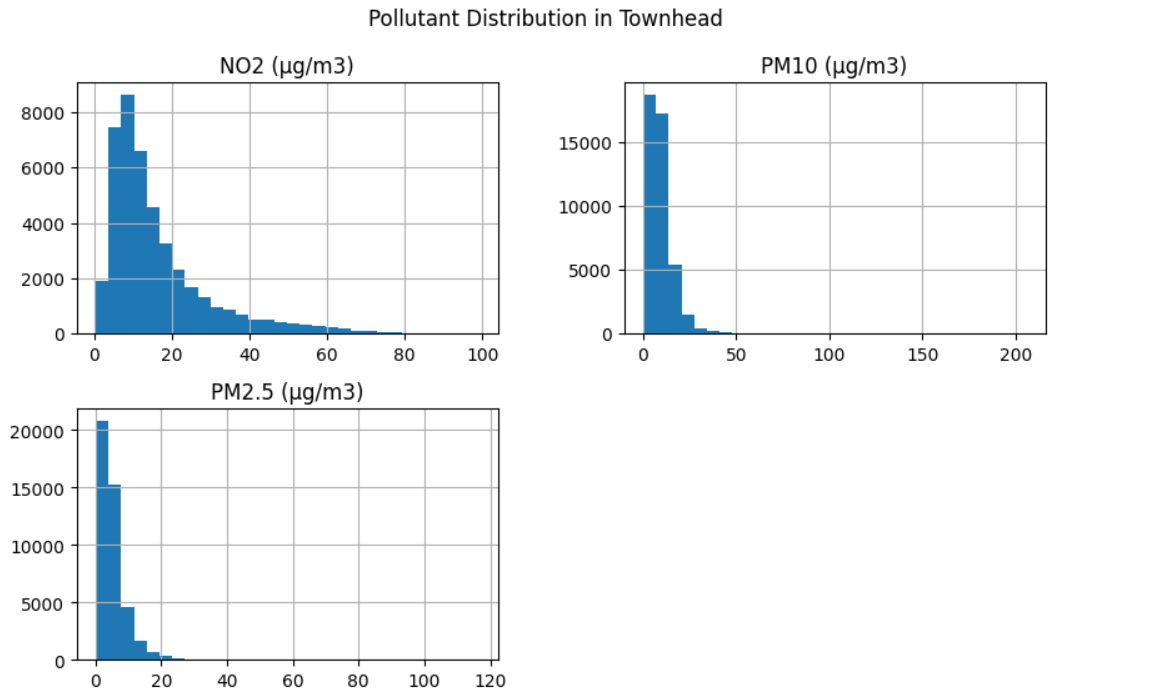 Pollutant Distribution in Townhead
NO2 (μg/m3)
8000
6000
4000
2000
0
0 20 40 60 80 100
PM10 (μg/m3)
15000
10000
5000
0
0 50 100 150 200
PM2.5 (μg/m3)
20000
15000
10000
5000
0
0 20 40 60 80 100 120